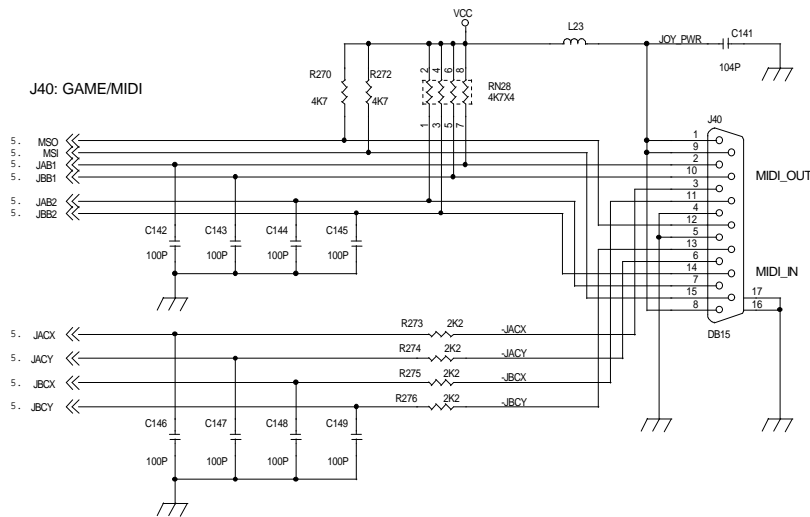 VCC
L23
JOY_PWR
C141
104P
J40: GAME/MIDI
R270
4K7
R272
4K7
2
4
6
8
RN28
4K7X4
1
3
5
7
J40
5. MSO
5. MSI
5. JAB1
5. JBB1
5. JAB2
5. JBB2
1
9
2
10
3
11
4
12
5
13
6
14
7
15
8
17
16
MIDI_OUT
MIDI_IN
DB15
C142
C143
C144
C145
100P
100P
100P
100P
5. JACX
R273
2K2
-JACX
5. JACY
R274
2K2
-JACY
5. JBCX
R275
2K2
-JBCX
5. JBCY
R276
2K2
-JBCY
C146
C147
C148
C149
100P
100P
100P
100P